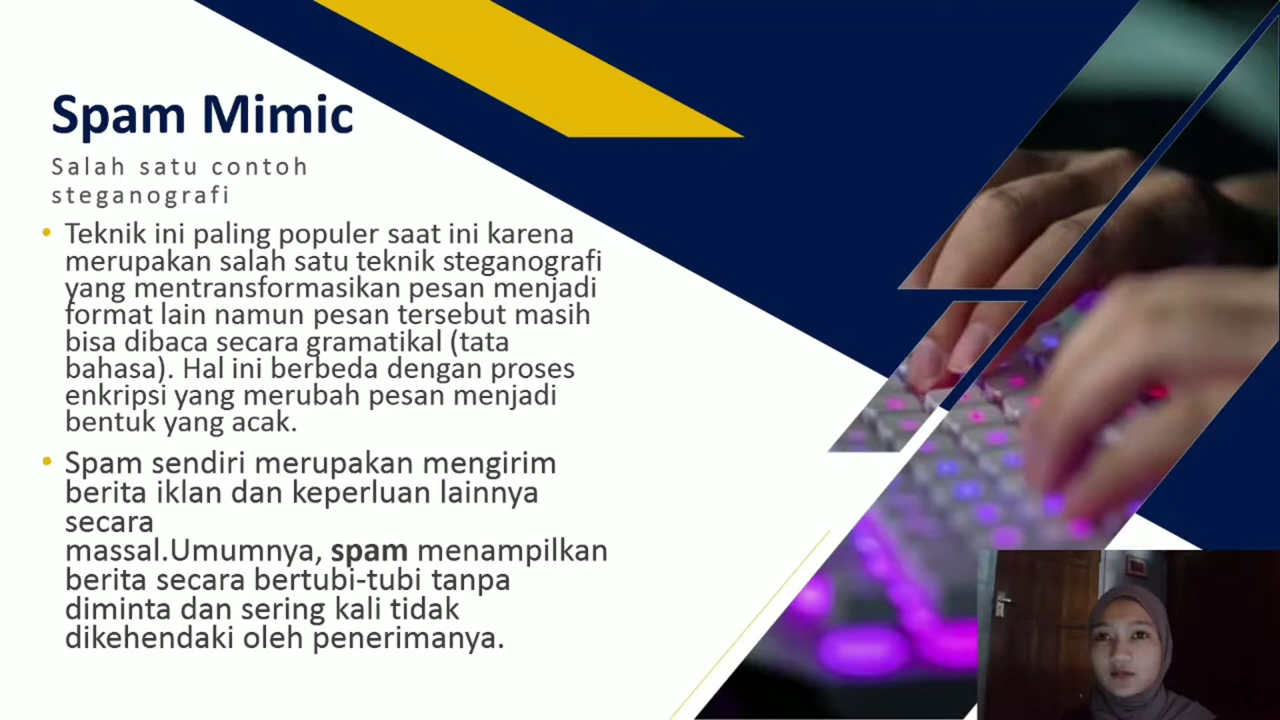 Spam Mimic
Salah satu contoh
steganografi
• Teknik ini paling populer saat ini karena
merupakan salah satu teknik steganografi
yang mentransformasikan pesan menjadi
format lain namun pesan tersebut masih
bisa dibaca secara gramatikal (tata
bahasa). Hal ini berbeda dengan proses
enkripsi yang merubah pesan menjadi
bentuk yang acak.
• Spam sendiri merupakan mengirim
berita iklan dan keperluan lainnya
secara
massal.Umumnya, spam menampilkan
berita secara bertubi-tubi tanpa
diminta dan sering kali tidak
dikehendaki oleh penerimanya.